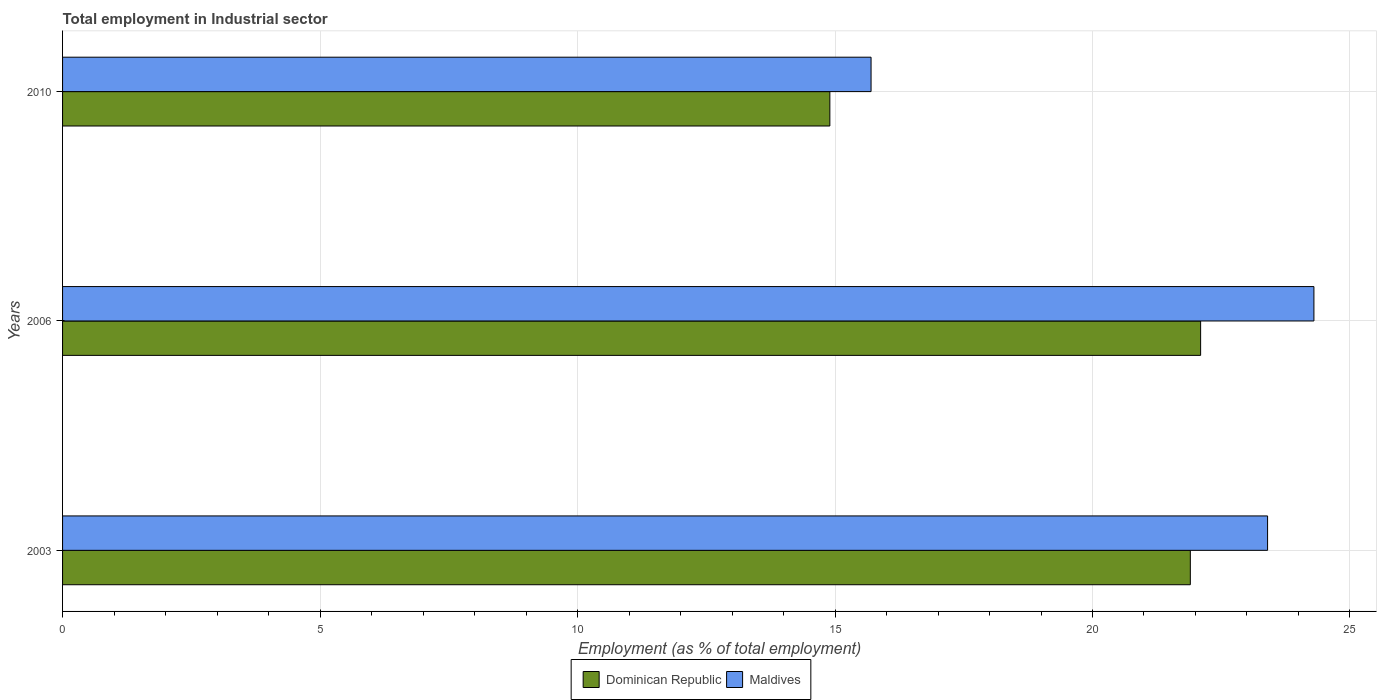 Total employment in Industrial sector
2010
2006
2003
Years
0 5 10 15 20 25
Employment (as % of total employment)
Dominican Republic Maldives